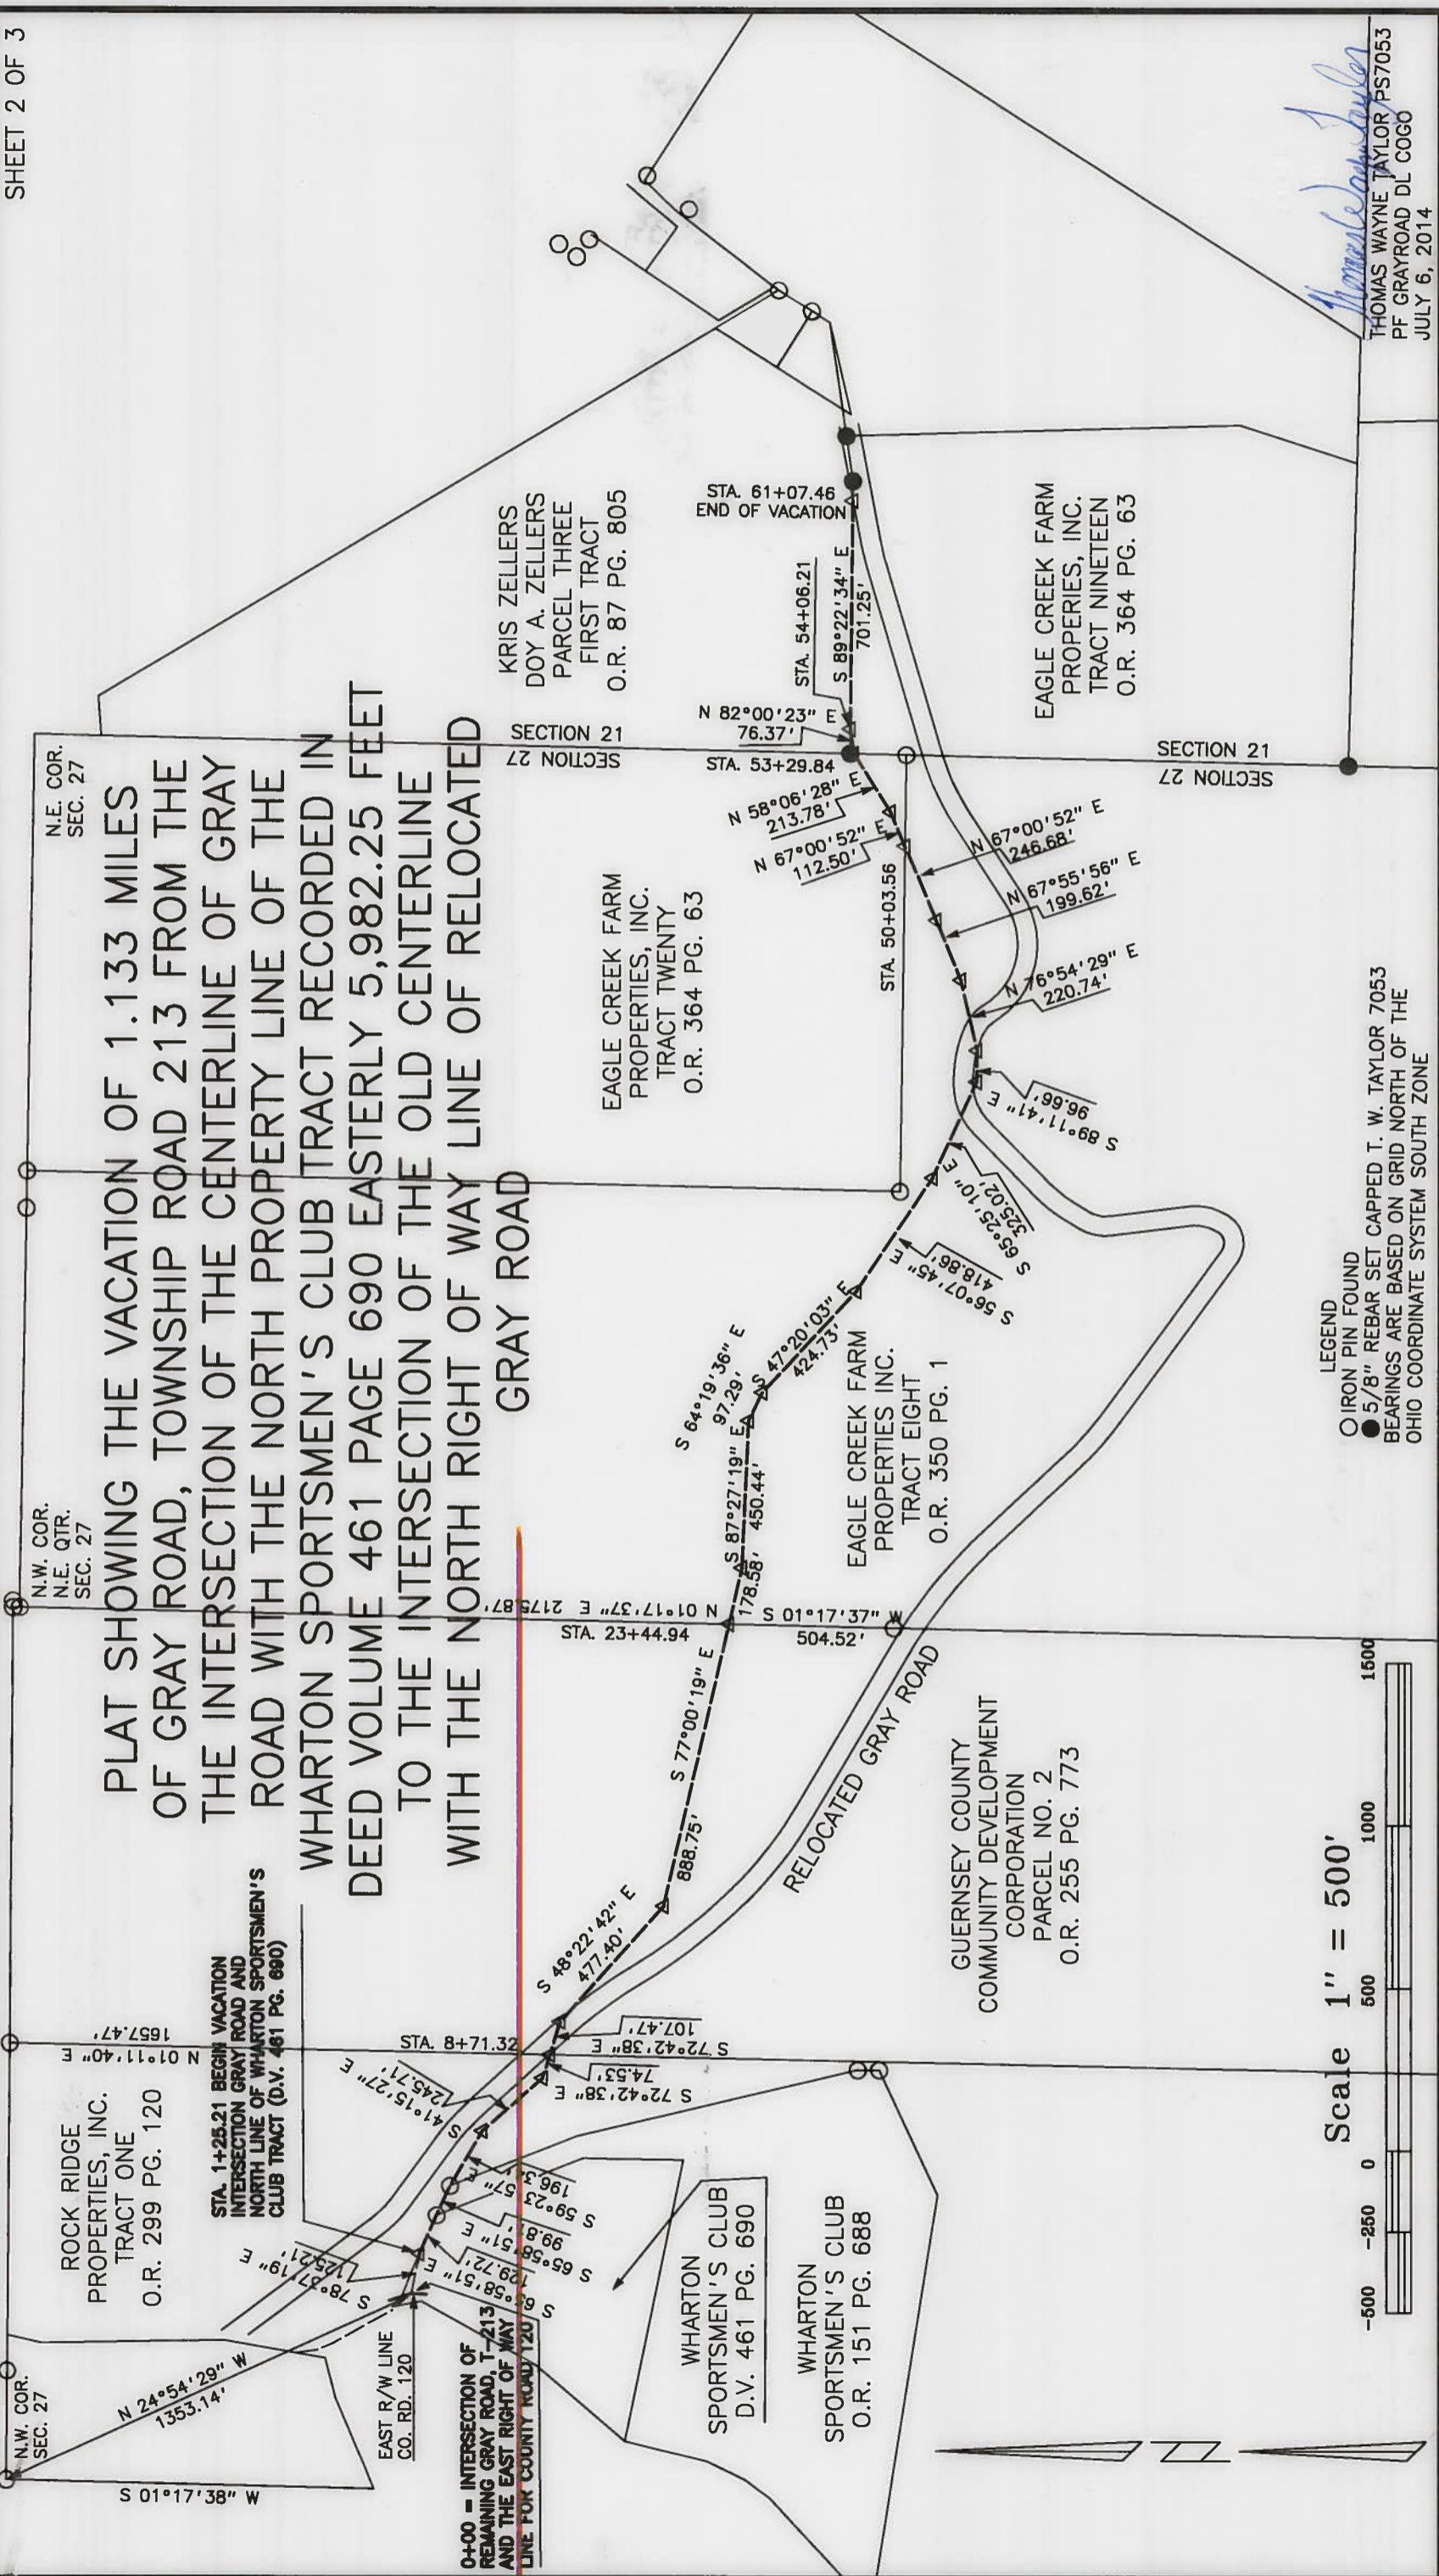 SHEET 2 OF 3
N.W. COR.
SEC. 27
N.W. COR.
N.E. QTR.
SEC. 27
N.E. COR.
SEC. 27
PLAT SHOWING THE VACATION OF 1.133 MILES
OF GRAY ROAD, TOWNSHIP ROAD 213 FROM THE
THE INTERSECTION OF THE CENTERLINE OF GRAY
ROAD WITH THE NORTH PROPERTY LINE OF THE
WHARTON SPORTSMEN'S CLUB TRACT RECORDED IN
DEED VOLUME 461 PAGE 690 EASTERLY 5,982.25 FEET
TO THE INTERSECTION OF THE OLD CENTERLINE
WITH THE NORTH RIGHT OF WAY LINE OF RELOCATED
GRAY ROAD
ROCK RIDGE
PROPERTIES, INC.
TRACT ONE
O.R. 299 PG. 120
N 01°11'40" E
1657.47'
STA. 1+25.21 BEGIN VACATION
INTERSECTION GRAY ROAD AND
NORTH LINE OF WHARTON SPORTSMEN'S
CLUB TRACT (D.V. 461 PG. 690)
N 24°54'29" W
1353.14'
S 01°17'38" W
EAST R/W LINE
CO. RD. 120
0+00 = INTERSECTION OF
REMAINING GRAY ROAD, T-213
AND THE EAST RIGHT OF WAY
LINE FOR COUNTY ROAD 120
S 78°37'19" E
125.21'
S 65°58'51" E
129.72'
S 65°58'51" E
99.81'
S 59°23'57" E
196.34'
S 41°15'27" E
245.71'
S 72°42'38" E
74.53'
STA. 8+71.32
S 72°42'38" E
107.47'
S 48°22'42" E
477.40'
888.75'
S 77°00'19" E
STA. 23+44.94
N 01°17'37" E 2175.87'
S 01°17'37" W
504.52'
178.58'
S 87°27'19" E
450.44'
S 64°19'36" E
97.29'
S 47°20'03" E
424.73'
S 56°07'45" E
418.86'
S 65°25'10" E
325.02'
S 89°11'41" E
96.66'
N 76°54'29" E
220.74'
N 67°55'56" E
199.62'
N 67°00'52" E
246.68'
STA. 50+03.56
N 67°00'52" E
112.50'
N 58°06'28" E
213.78'
STA. 53+29.84
N 82°00'23" E
76.37'
STA. 54+06.21
S 89°22'34" E
701.25'
STA. 61+07.46
END OF VACATION
SECTION 21
SECTION 27
SECTION 21
SECTION 27
KRIS ZELLERS
DOY A. ZELLERS
PARCEL THREE
FIRST TRACT
O.R. 87 PG. 805
EAGLE CREEK FARM
PROPERTIES, INC.
TRACT TWENTY
O.R. 364 PG. 63
EAGLE CREEK FARM
PROPERIES, INC.
TRACT NINETEEN
O.R. 364 PG. 63
EAGLE CREEK FARM
PROPERTIES INC.
TRACT EIGHT
O.R. 350 PG. 1
RELOCATED GRAY ROAD
GUERNSEY COUNTY
COMMUNITY DEVELOPMENT
CORPORATION
PARCEL NO. 2
O.R. 255 PG. 773
WHARTON
SPORTSMEN'S CLUB
D.V. 461 PG. 690
WHARTON
SPORTSMEN'S CLUB
O.R. 151 PG. 688
N
Scale 1" = 500'
-500 -250 0 500 1000 1500
LEGEND
IRON PIN FOUND
5/8" REBAR SET CAPPED T. W. TAYLOR 7053
BEARINGS ARE BASED ON GRID NORTH OF THE
OHIO COORDINATE SYSTEM SOUTH ZONE
Thomas Wayne Taylor
THOMAS WAYNE TAYLOR PS7053
PF GRAYROAD DL COGO
JULY 6, 2014